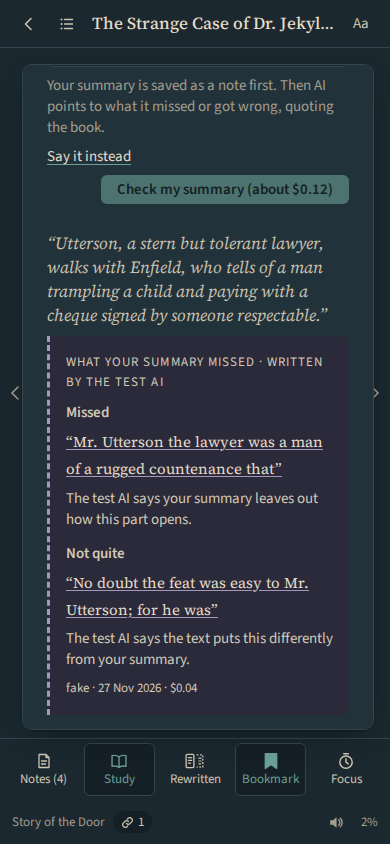 The Strange Case of Dr. Jekyl...
Aa
Your summary is saved as a note first. Then AI
points to what it missed or got wrong, quoting
the book.
Say it instead
Check my summary (about $0.12)
“Utterson, a stern but tolerant lawyer,
walks with Enfield, who tells of a man
trampling a child and paying with a
cheque signed by someone respectable.”
WHAT YOUR SUMMARY MISSED · WRITTEN
BY THE TEST AI
Missed
“Mr. Utterson the lawyer was a man
of a rugged countenance that”
The test AI says your summary leaves out
how this part opens.
Not quite
“No doubt the feat was easy to Mr.
Utterson; for he was”
The test AI says the text puts this differently
from your summary.
fake · 27 Nov 2026 · $0.04
Notes (4)
Study
Rewritten
Bookmark
Focus
Story of the Door
1
2%